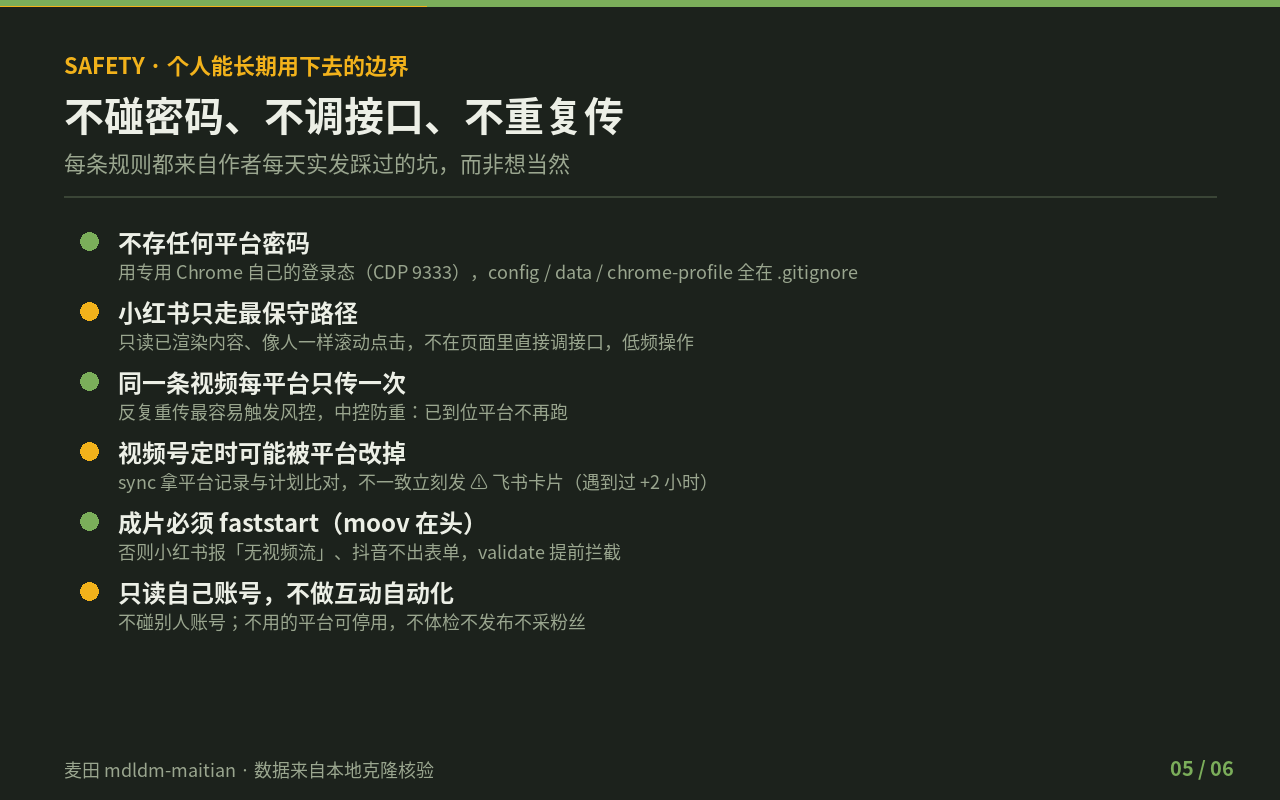 SAFETY · 个人能长期用下去的边界
不碰密码、不调接口、不重复传
每条规则都来自作者每天实发踩过的坑，而非想当然
不存任何平台密码
用专用 Chrome 自己的登录态（CDP 9333），config / data / chrome-profile 全在 .gitignore
小红书只走最保守路径
只读已渲染内容、像人一样滚动点击，不在页面里直接调接口，低频操作
同一条视频每平台只传一次
反复重传最容易触发风控，中控防重：已到位平台不再跑
视频号定时可能被平台改掉
sync 拿平台记录与计划比对，不一致立刻发 ⚠ 飞书卡片（遇到过 +2 小时）
成片必须 faststart（moov 在头）
否则小红书报「无视频流」、抖音不出表单，validate 提前拦截
只读自己账号，不做互动自动化
不碰别人账号；不用的平台可停用，不体检不发布不采粉丝
麦田 mdldm-maitian · 数据来自本地克隆核验
05 / 06